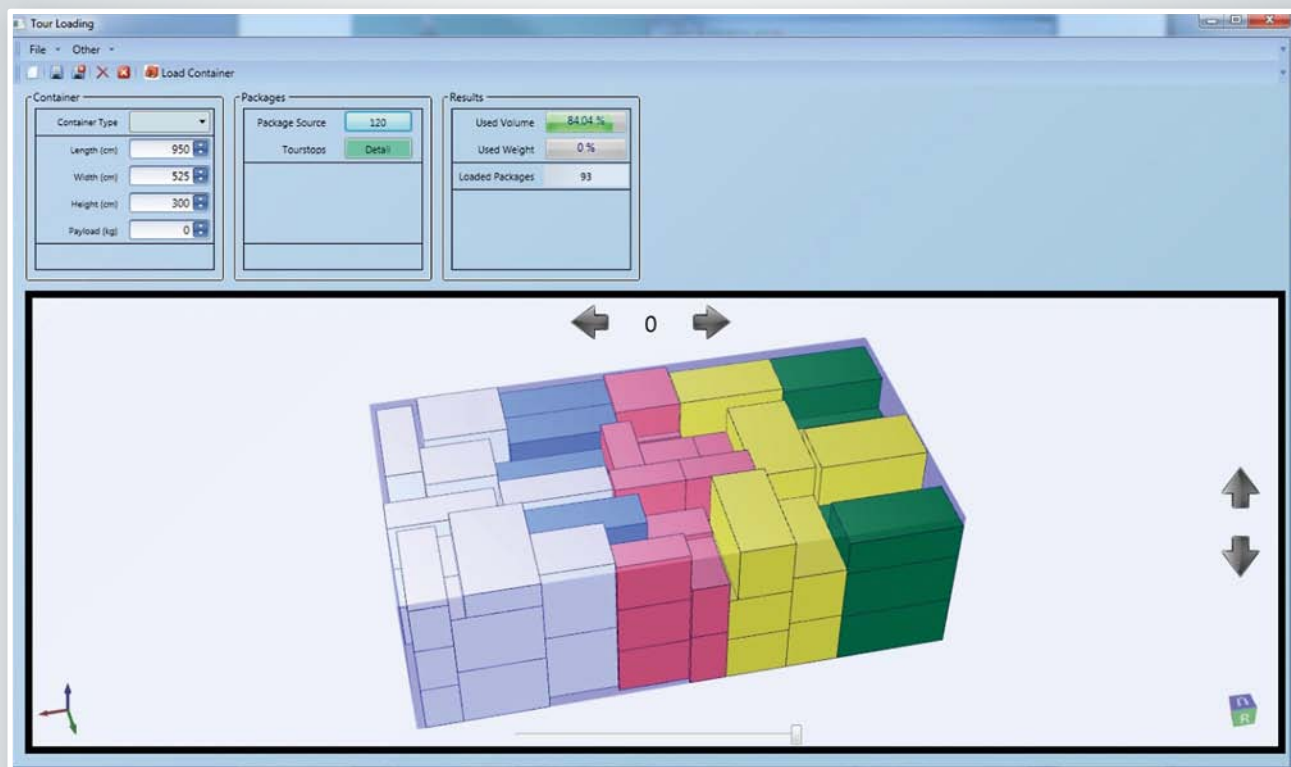 Tour Loading
File Other
Load Container
Container
Container Type
Length (cm) 950
Width (cm) 525
Height (cm) 300
Payload (kg) 0
Packages
Package Source 120
Tourstops Detail
Results
Used Volume 84.04 %
Used Weight 0 %
Loaded Packages 93
0
U
R